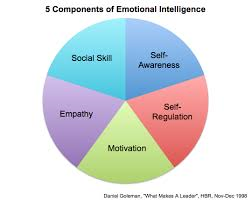 5 Components of Emotional Intelligence
Social Skill
Self-
Awareness
Empathy
Self-
Regulation
Motivation
Daniel Goleman, "What Makes A Leader", HBR, Nov-Dec 1998